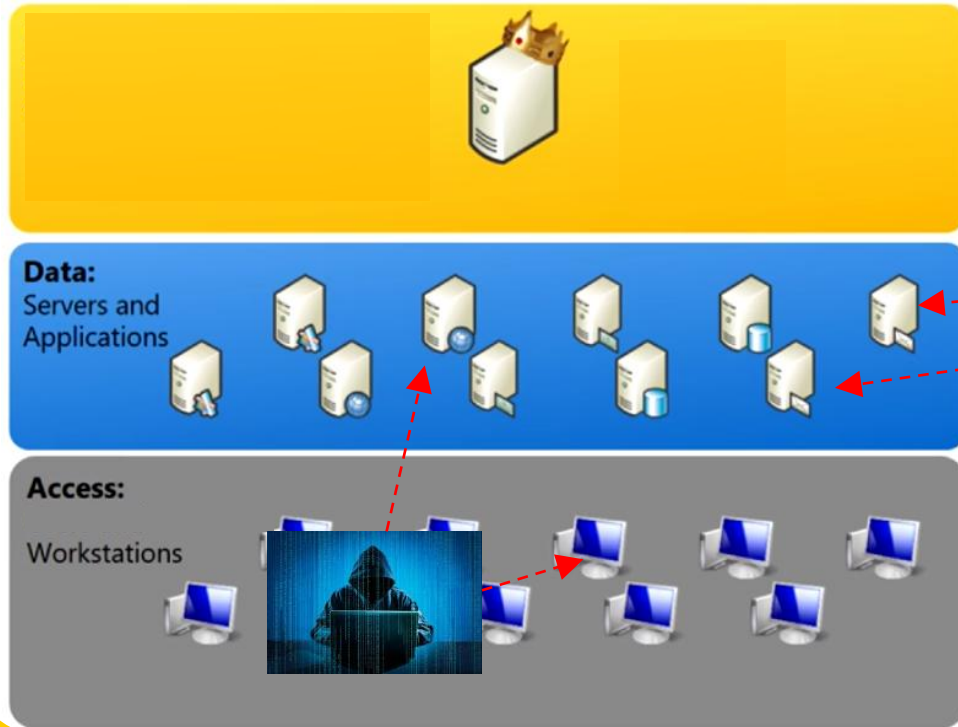 Data:
Servers and
Applications
Access:
Workstations